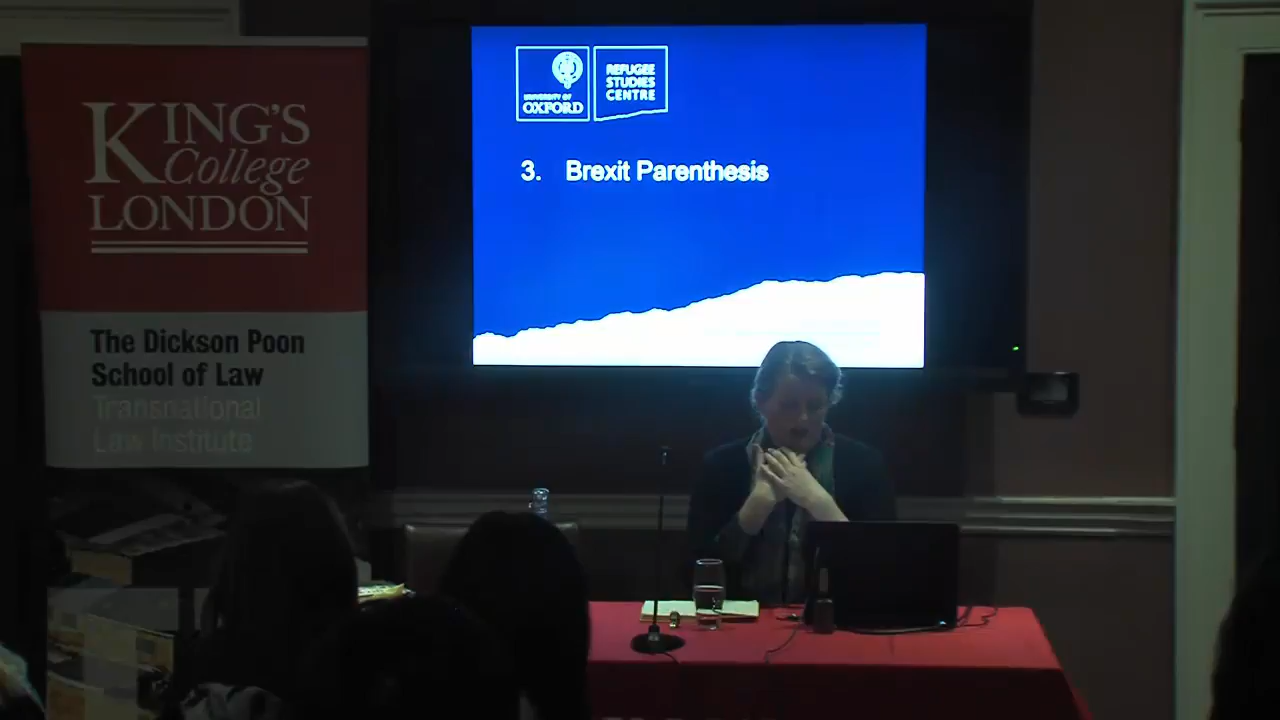 KING'S
College
LONDON
The Dickson Poon
School of Law
Transnational
Law Institute
UNIVERSITY OF
OXFORD
REFUGEE
STUDIES
CENTRE
3. Brexit Parenthesis